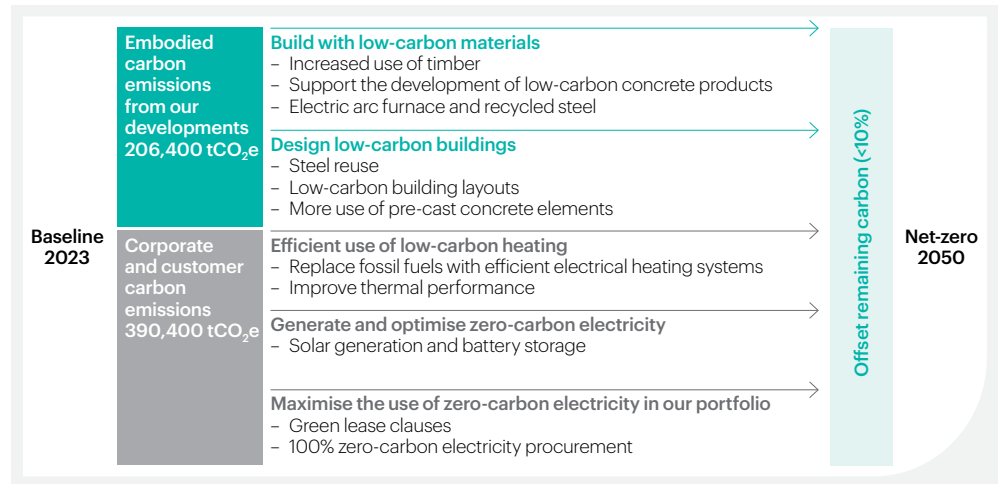 Baseline
2023
Embodied
carbon
emissions
from our
developments
206,400 tCO₂e
Build with low-carbon materials
– Increased use of timber
– Support the development of low-carbon concrete products
– Electric arc furnace and recycled steel
Design low-carbon buildings
– Steel reuse
– Low-carbon building layouts
– More use of pre-cast concrete elements
Corporate
and customer
carbon
emissions
390,400 tCO₂e
Efficient use of low-carbon heating
– Replace fossil fuels with efficient electrical heating systems
– Improve thermal performance
Generate and optimise zero-carbon electricity
– Solar generation and battery storage
Maximise the use of zero-carbon electricity in our portfolio
– Green lease clauses
– 100% zero-carbon electricity procurement
Offset remaining carbon (<10%)
Net-zero
2050